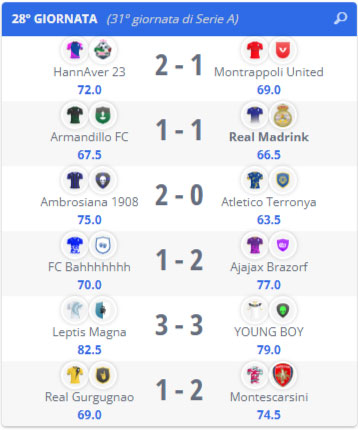 28° GIORNATA (31° giornata di Serie A)
2 - 1
HannAver 23 Montrappoli United
72.0 69.0
1 - 1
Armandillo FC Real Madrink
67.5 66.5
2 - 0
Ambrosiana 1908 Atletico Terronya
75.0 63.5
1 - 2
FC Bahhhhhhh Ajajax Brazorf
70.0 77.0
3 - 3
Leptis Magna YOUNG BOY
82.5 79.0
1 - 2
Real Gurgugnao Montescarsini
69.0 74.5